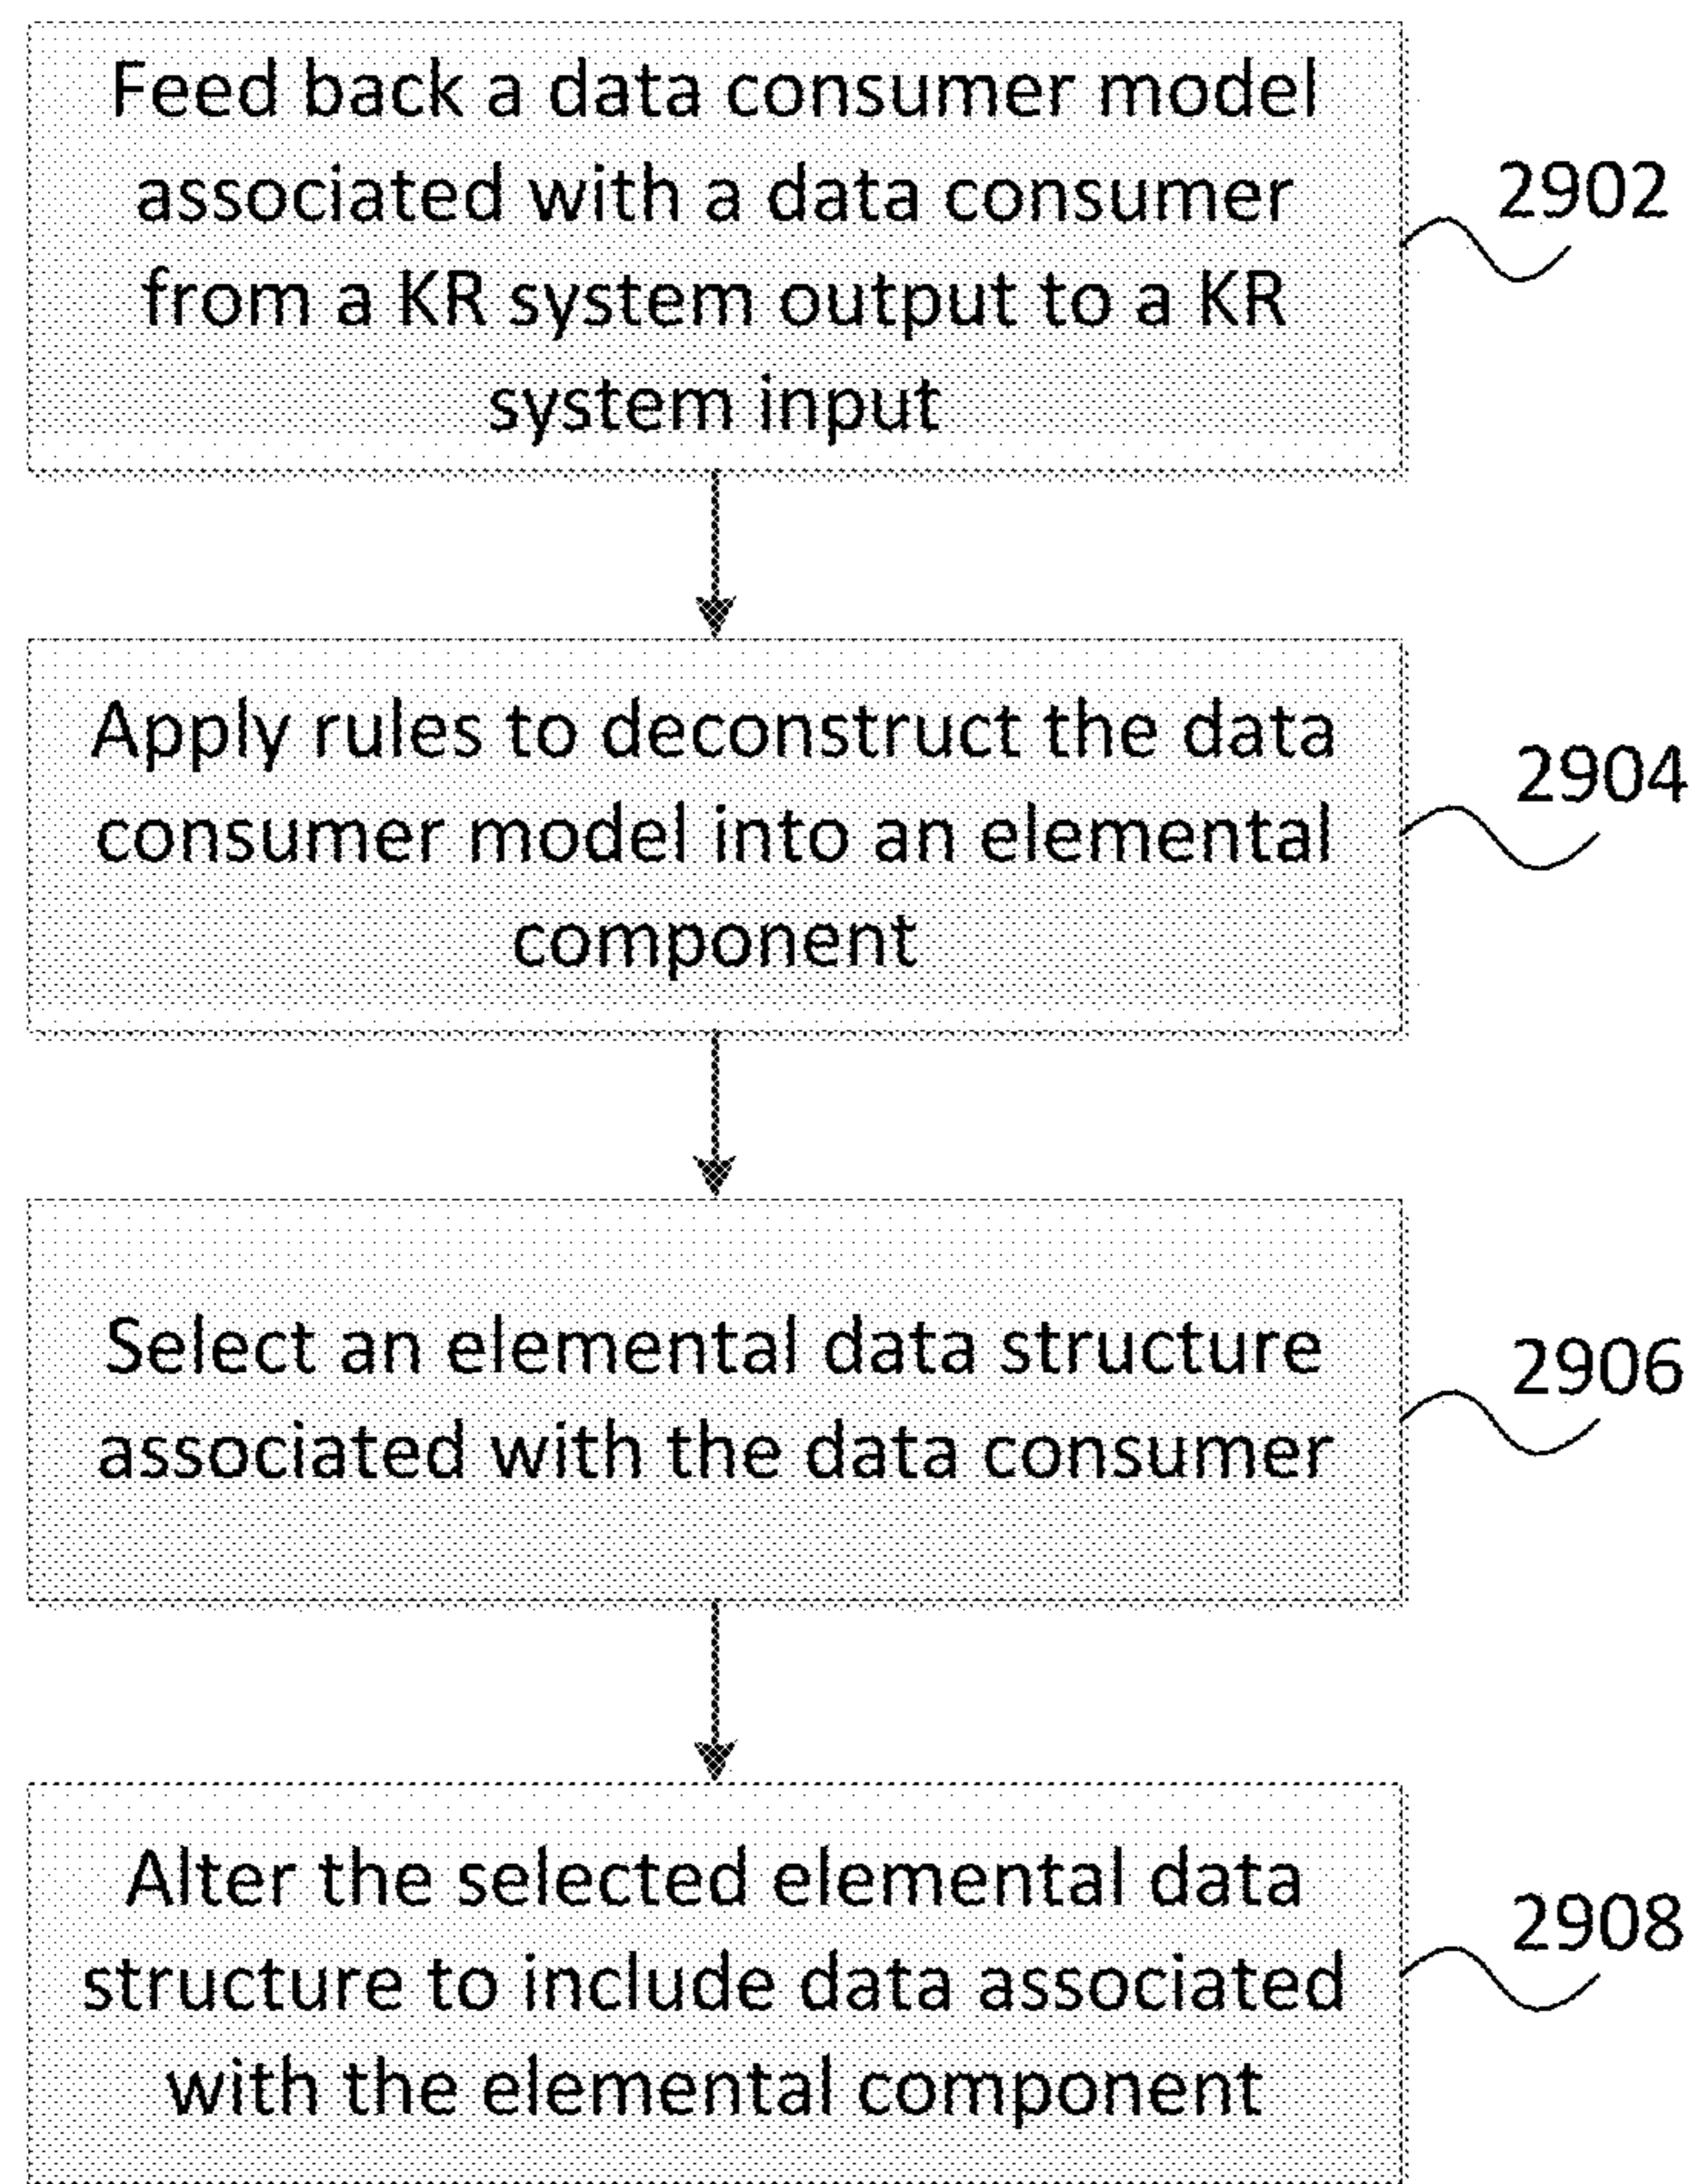 Feed back a data consumer model
associated with a data consumer
from a KR system output to a KR
system input
2902
Apply rules to deconstruct the data
consumer model into an elemental
component
2904
Select an elemental data structure
associated with the data consumer
2906
Alter the selected elemental data
structure to include data associated
with the elemental component
2908